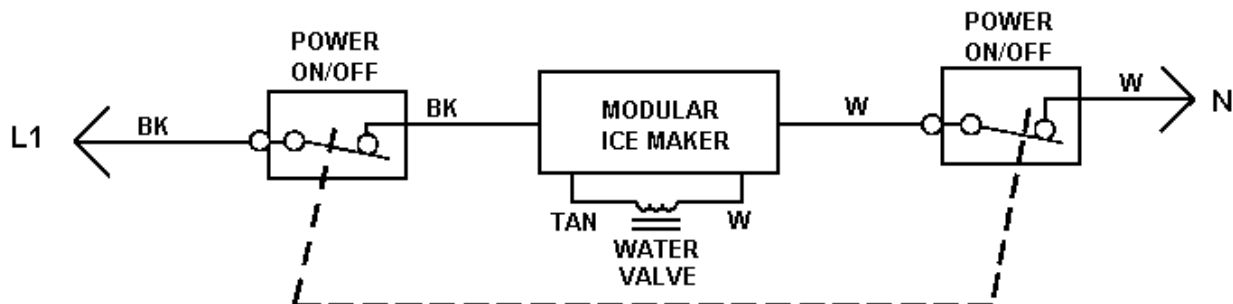 POWER
ON/OFF
POWER
ON/OFF
L1
BK
BK
MODULAR
ICE MAKER
W
W
N
TAN
W
WATER
VALVE